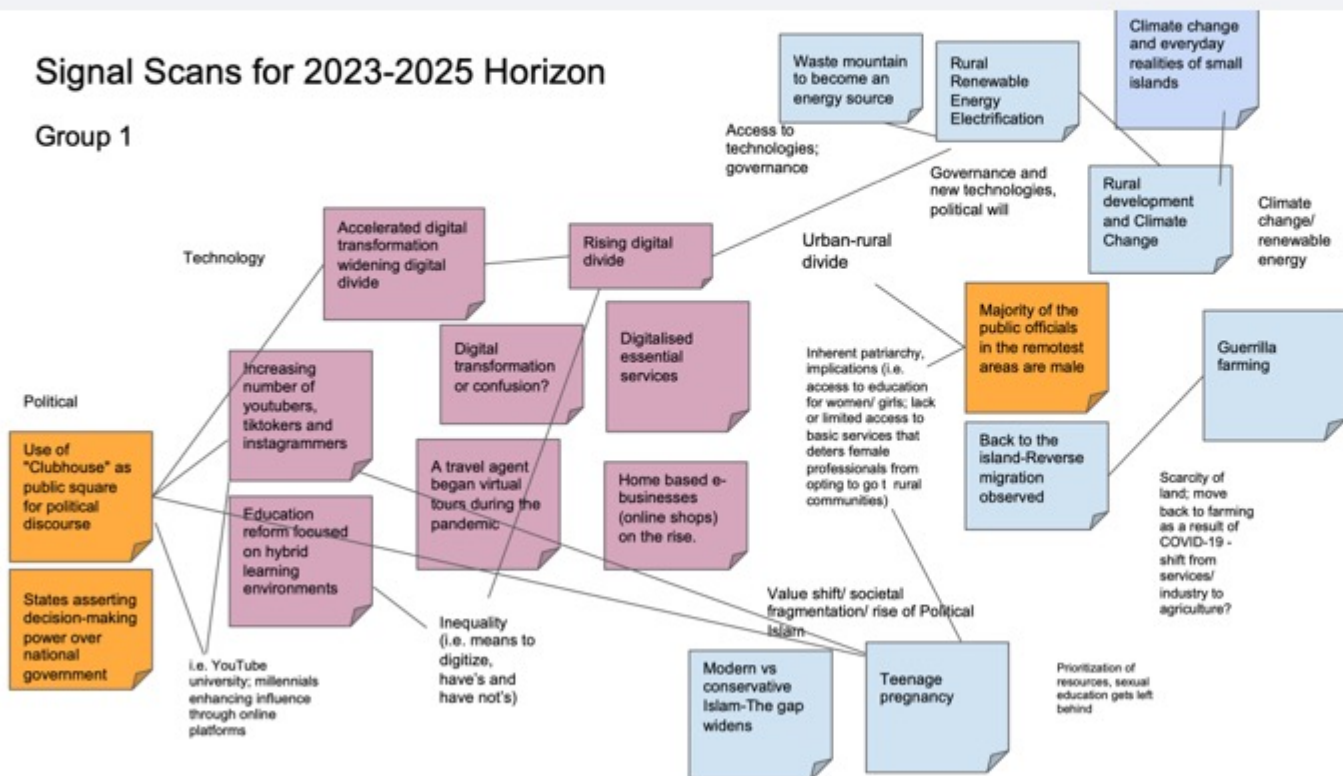 Signal Scans for 2023-2025 Horizon
Group 1
Waste mountain
to become an
energy source
Rural
Renewable
Energy
Electrification
Climate change
and everyday
realities of small
islands
Access to
technologies;
governance
Governance and
new technologies,
political will
Rural
development
and Climate
Change
Climate
change/
renewable
energy
Technology
Accelerated digital
transformation
widening digital
divide
Rising digital
divide
Urban-rural
divide
Majority of the
public officials
in the remotest
areas are male
Guerrilla
farming
Digital
transformation
or confusion?
Digitalised
essential
services
Inherent patriarchy,
implications (i.e.
access to education
for women/ girls; lack
or limited access to
basic services that
deters female
professionals from
opting to go t rural
communities)
Increasing
number of
youtubers,
tiktokers and
instagrammers
Political
Use of
"Clubhouse" as
public square
for political
discourse
A travel agent
began virtual
tours during the
pandemic
Home based e-
businesses
(online shops)
on the rise.
Back to the
island-Reverse
migration
observed
Scarcity of
land; move
back to farming
as a result of
COVID-19 -
shift from
services/
industry to
agriculture?
Education
reform focused
on hybrid
learning
environments
States asserting
decision-making
power over
national
government
Inequality
(i.e. means to
digitize,
have's and
have not's)
Value shift/ societal
fragmentation/ rise of Political
Islam
i.e. YouTube
university; millennials
enhancing influence
through online
platforms
Modern vs
conservative
Islam-The gap
widens
Teenage
pregnancy
Prioritization of
resources, sexual
education gets left
behind